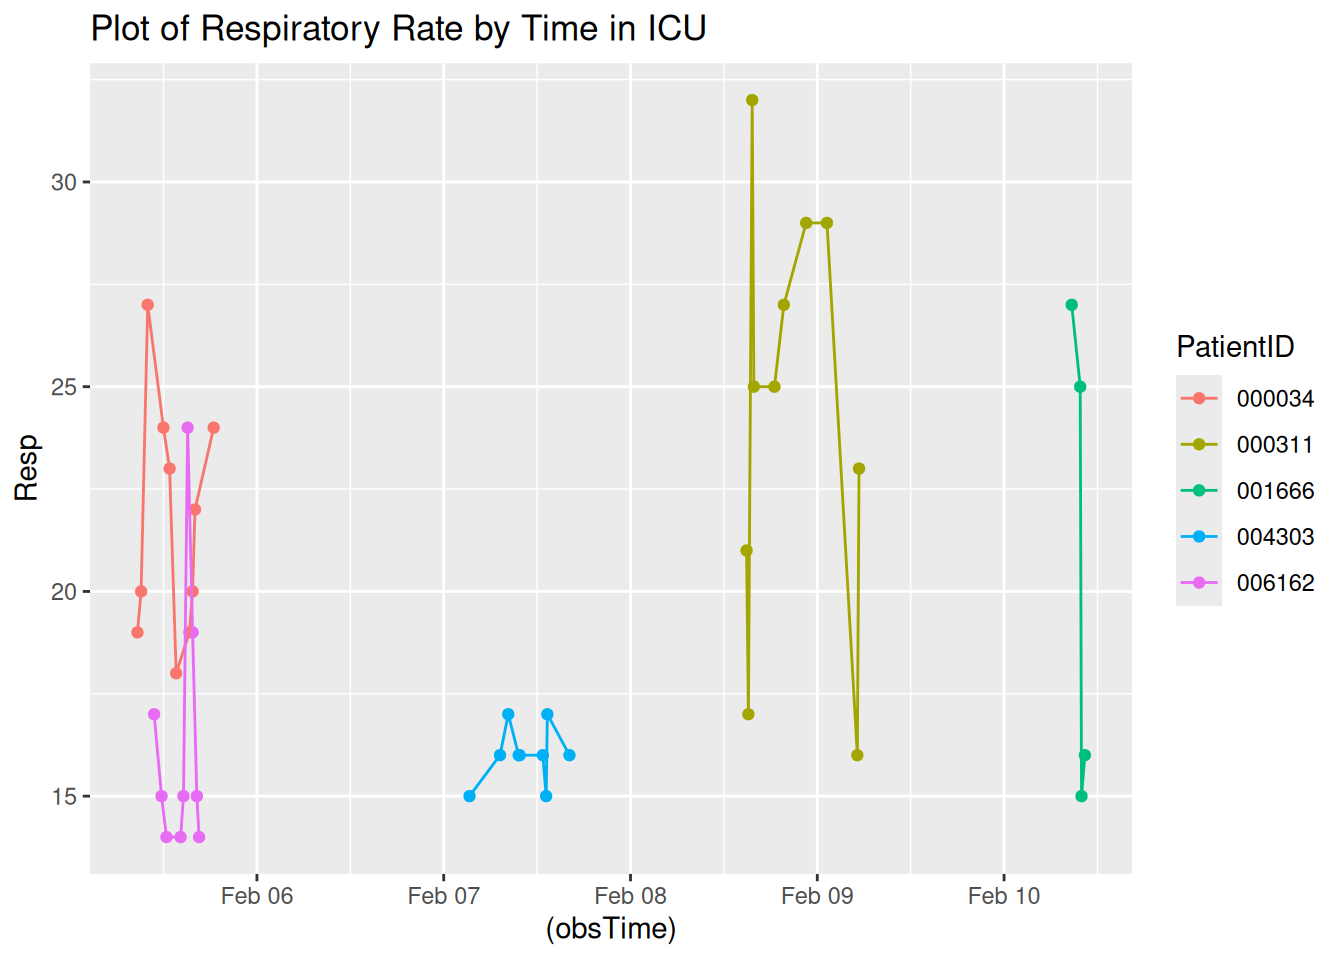 Plot of Respiratory Rate by Time in ICU
Resp
30
25
20
15
Feb 06
Feb 07
Feb 08
Feb 09
Feb 10
(obsTime)
PatientID
000034
000311
001666
004303
006162